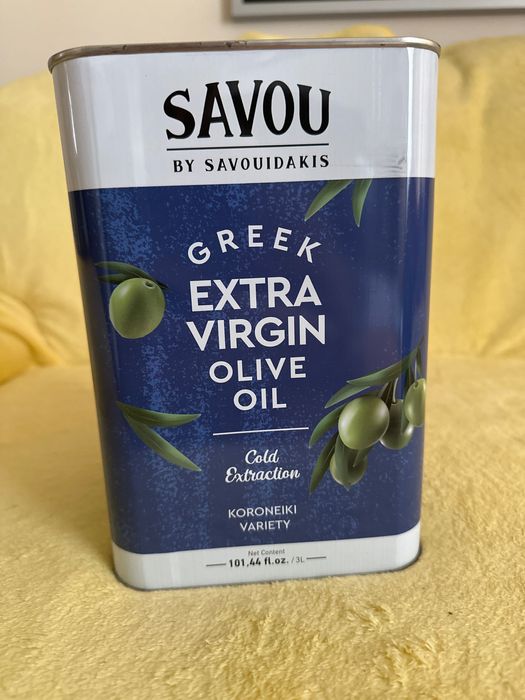 SAVOU
BY SAVOUIDAKIS
GREEK
EXTRA
VIRGIN
OLIVE
OIL
Cold
Extraction
KORONEIKI
VARIETY
Net Content
101,44 fl.oz. / 3L